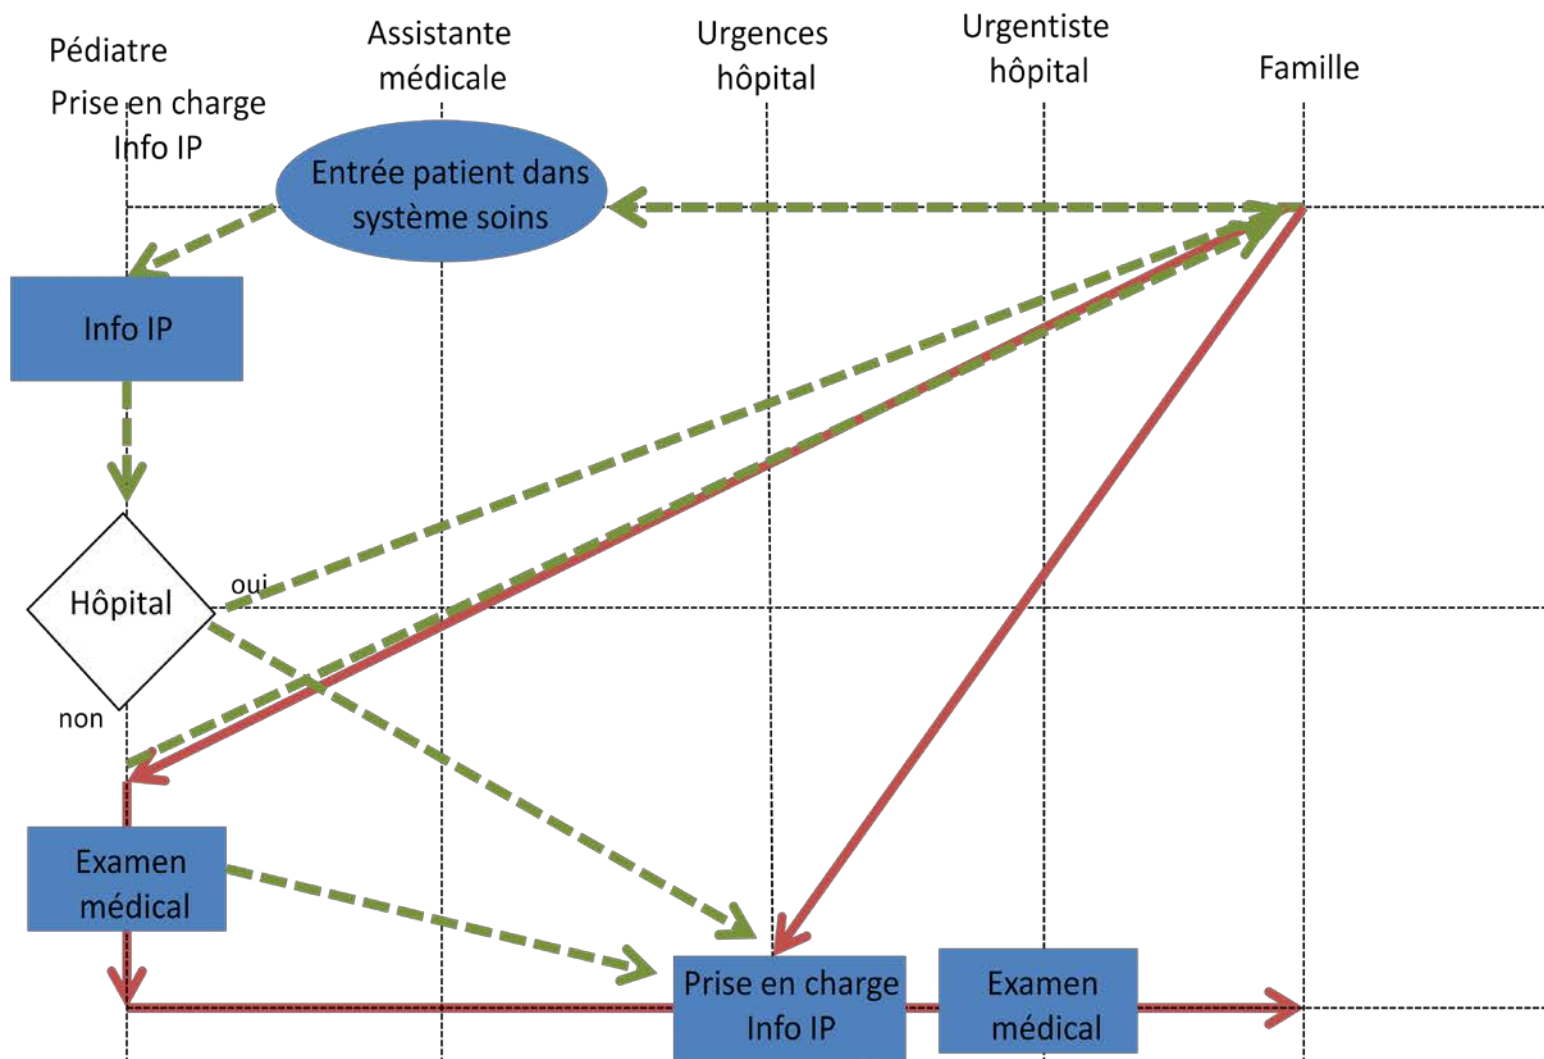 Pédiatre
Prise en charge
Info IP
Assistante
médicale
Urgences
hôpital
Urgentiste
hôpital
Famille
Entrée patient dans
système soins
Info IP
Hôpital
oui
non
Examen
médical
Prise en charge
Info IP
Examen
médical